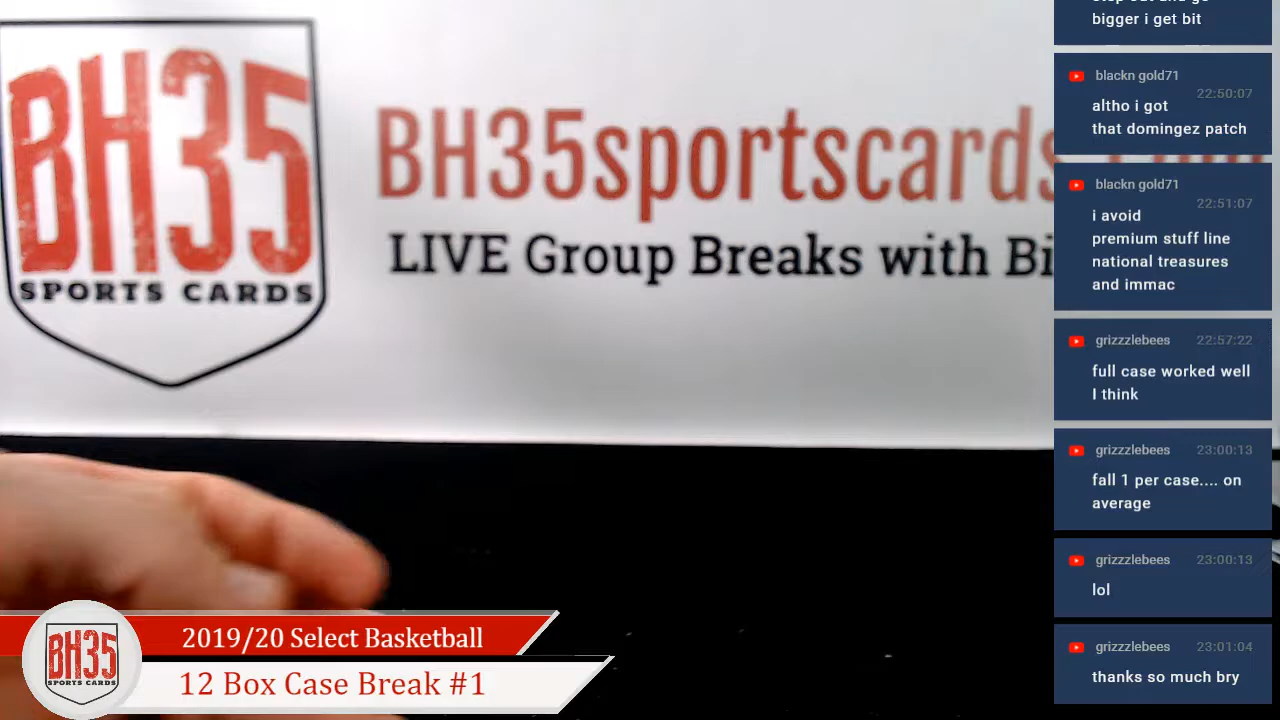 BH35
SPORTS CARDS
BH35sportscards
LIVE Group Breaks with Bi
bigger i get bit
blackn gold71
22:50:07
altho i got
that domingez patch
blackn gold71
22:51:07
i avoid
premium stuff line
national treasures
and immac
grizzzlebees 22:57:22
full case worked well
I think
grizzzlebees 23:00:13
fall 1 per case.... on
average
grizzzlebees 23:00:13
lol
grizzzlebees 23:01:04
thanks so much bry
BH35
SPORTS CARDS
2019/20 Select Basketball
12 Box Case Break #1